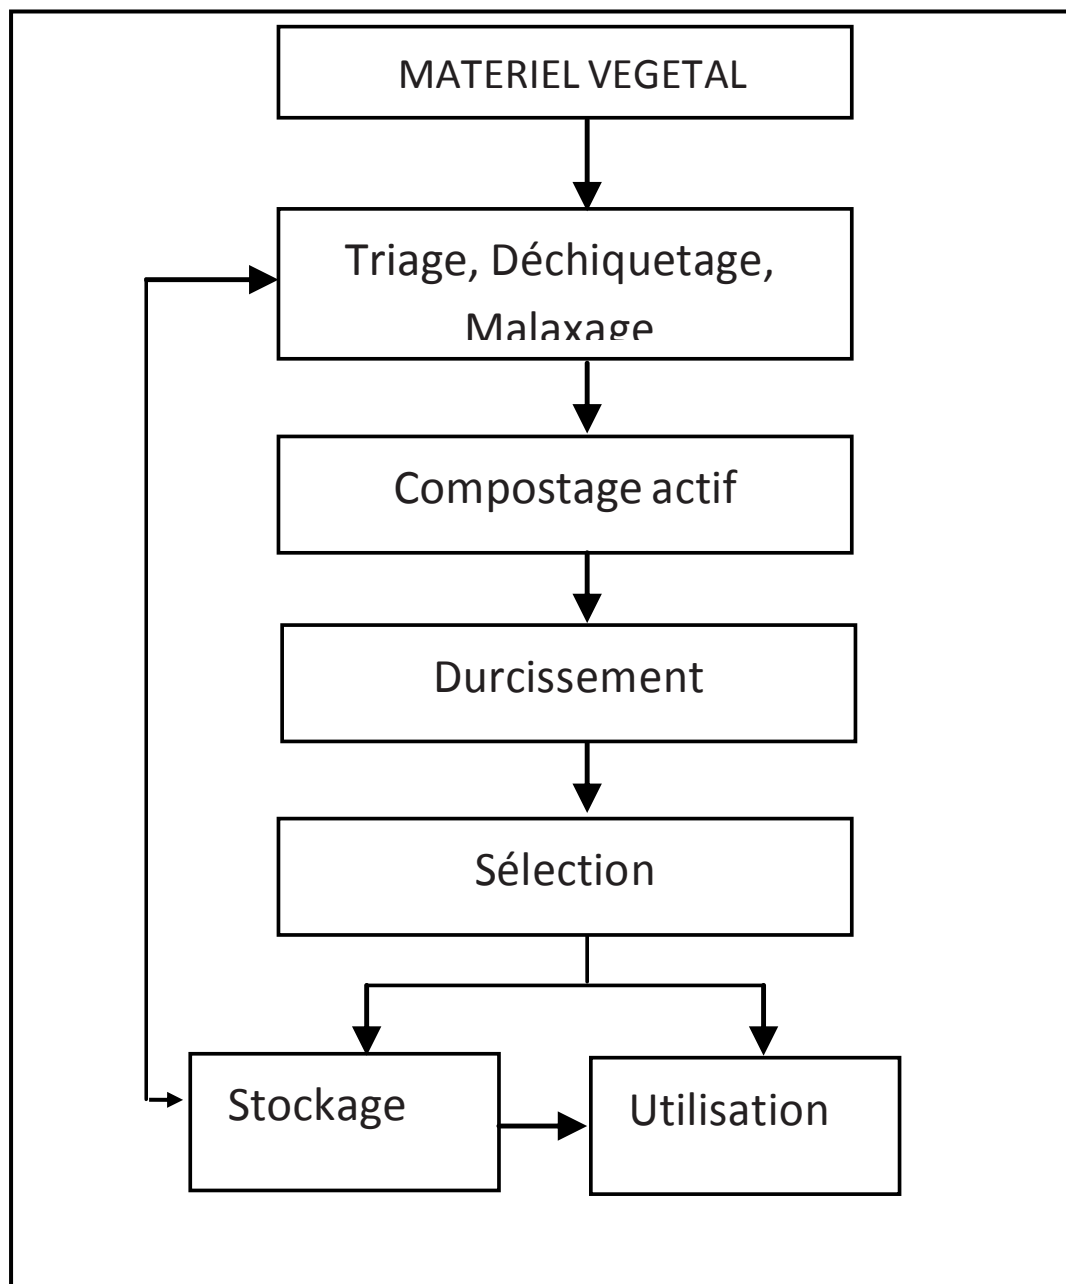 MATERIEL VEGETAL
Triage, Déchiquetage,
Malaxage
Compostage actif
Durcissement
Sélection
Stockage
Utilisation